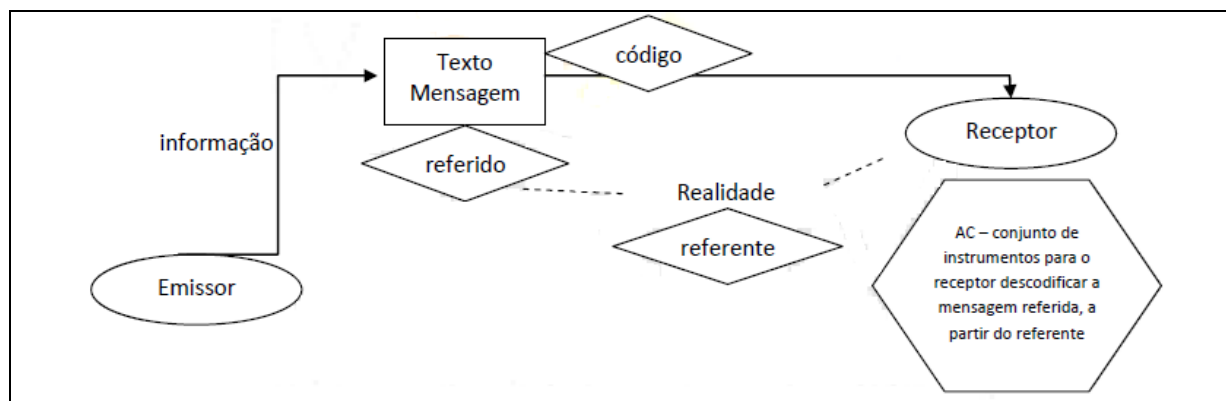 código
Texto
Mensagem
Receptor
informação
referido
Realidade
referente
AC – conjunto de
instrumentos para o
receptor descodificar a
mensagem referida, a
partir do referente
Emissor